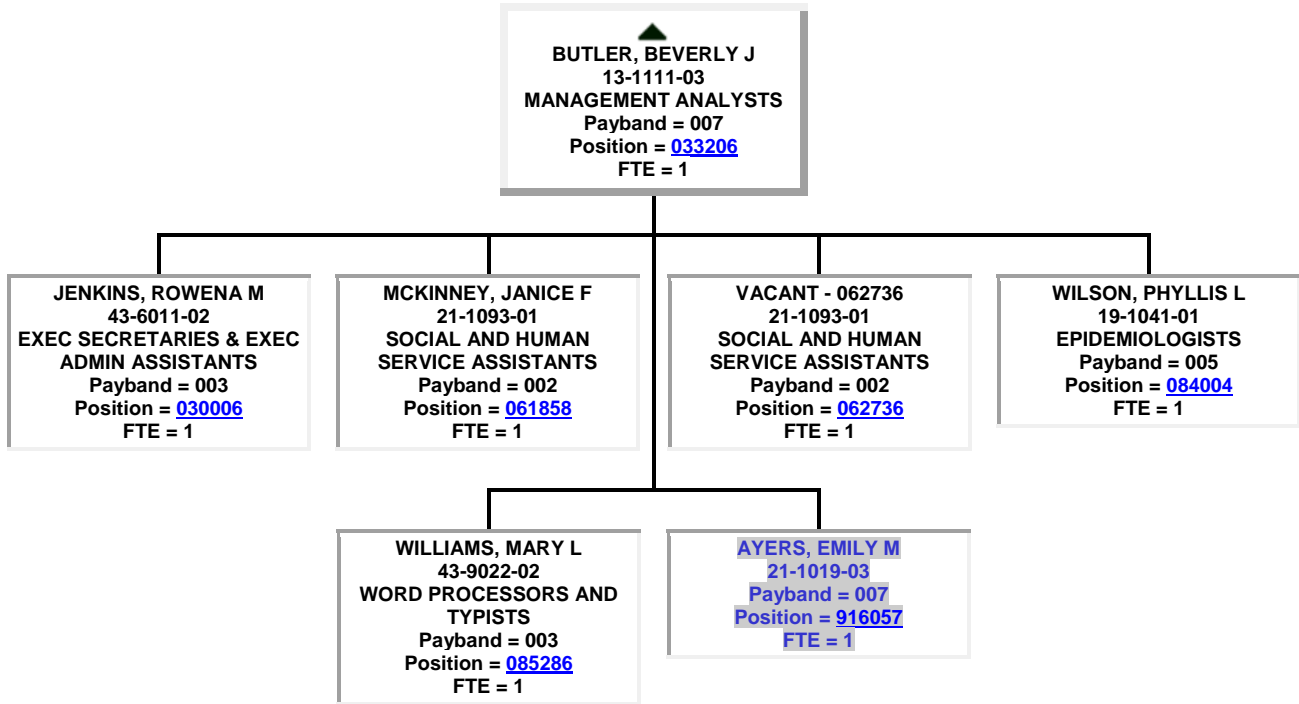 BUTLER, BEVERLY J
13-1111-03
MANAGEMENT ANALYSTS
Payband = 007
Position = 033206
FTE = 1
JENKINS, ROWENA M
43-6011-02
EXEC SECRETARIES & EXEC
ADMIN ASSISTANTS
Payband = 003
Position = 030006
FTE = 1
MCKINNEY, JANICE F
21-1093-01
SOCIAL AND HUMAN
SERVICE ASSISTANTS
Payband = 002
Position = 061858
FTE = 1
VACANT - 062736
21-1093-01
SOCIAL AND HUMAN
SERVICE ASSISTANTS
Payband = 002
Position = 062736
FTE = 1
WILSON, PHYLLIS L
19-1041-01
EPIDEMIOLOGISTS
Payband = 005
Position = 084004
FTE = 1
WILLIAMS, MARY L
43-9022-02
WORD PROCESSORS AND
TYPISTS
Payband = 003
Position = 085286
FTE = 1
AYERS, EMILY M
21-1019-03
Payband = 007
Position = 916057
FTE = 1